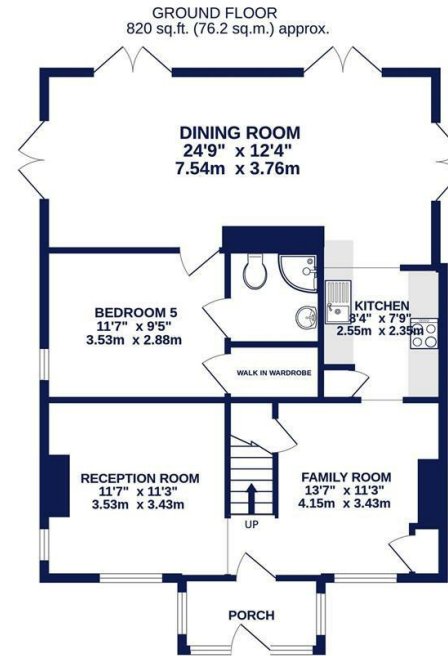 GROUND FLOOR
820 sq.ft. (76.2 sq.m.) approx.
DINING ROOM
24'9" x 12'4"
7.54m x 3.76m
BEDROOM 5
11'7" x 9'5"
3.53m x 2.88m
KITCHEN
8'4" x 7'9"
2.55m x 2.35m
WALK IN WARDROBE
RECEPTION ROOM
11'7" x 11'3"
3.53m x 3.43m
FAMILY ROOM
13'7" x 11'3"
4.15m x 3.43m
UP
PORCH